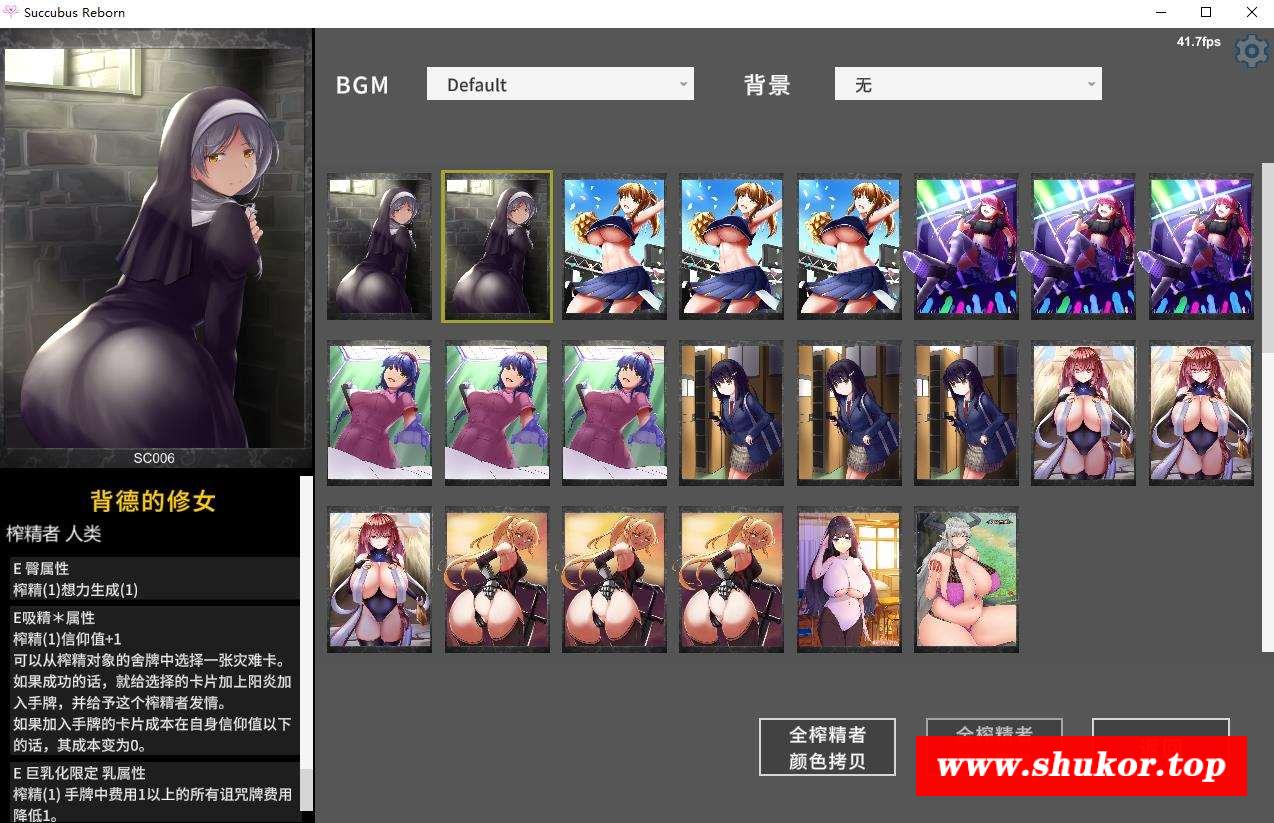 Succubus Reborn
41.7fps
BGM
Default
背景
无
SC006
背德的修女
榨精者 人类
E 臀属性
榨精(1)想力生成(1)
E吸精＊属性
榨精(1)信仰值+1
可以从榨精对象的舍牌中选择一张灾难卡。
如果成功的话，就给选择的卡片加上阳炎加
入手牌，并给予这个榨精者发情。
如果加入手牌的卡片成本在自身信仰值以下
的话，其成本变为0。
E 巨乳化限定 乳属性
榨精(1) 手牌中费用1以上的所有诅咒牌费用
降低1。
全榨精者
颜色拷贝
全榨精者
www.shukor.top